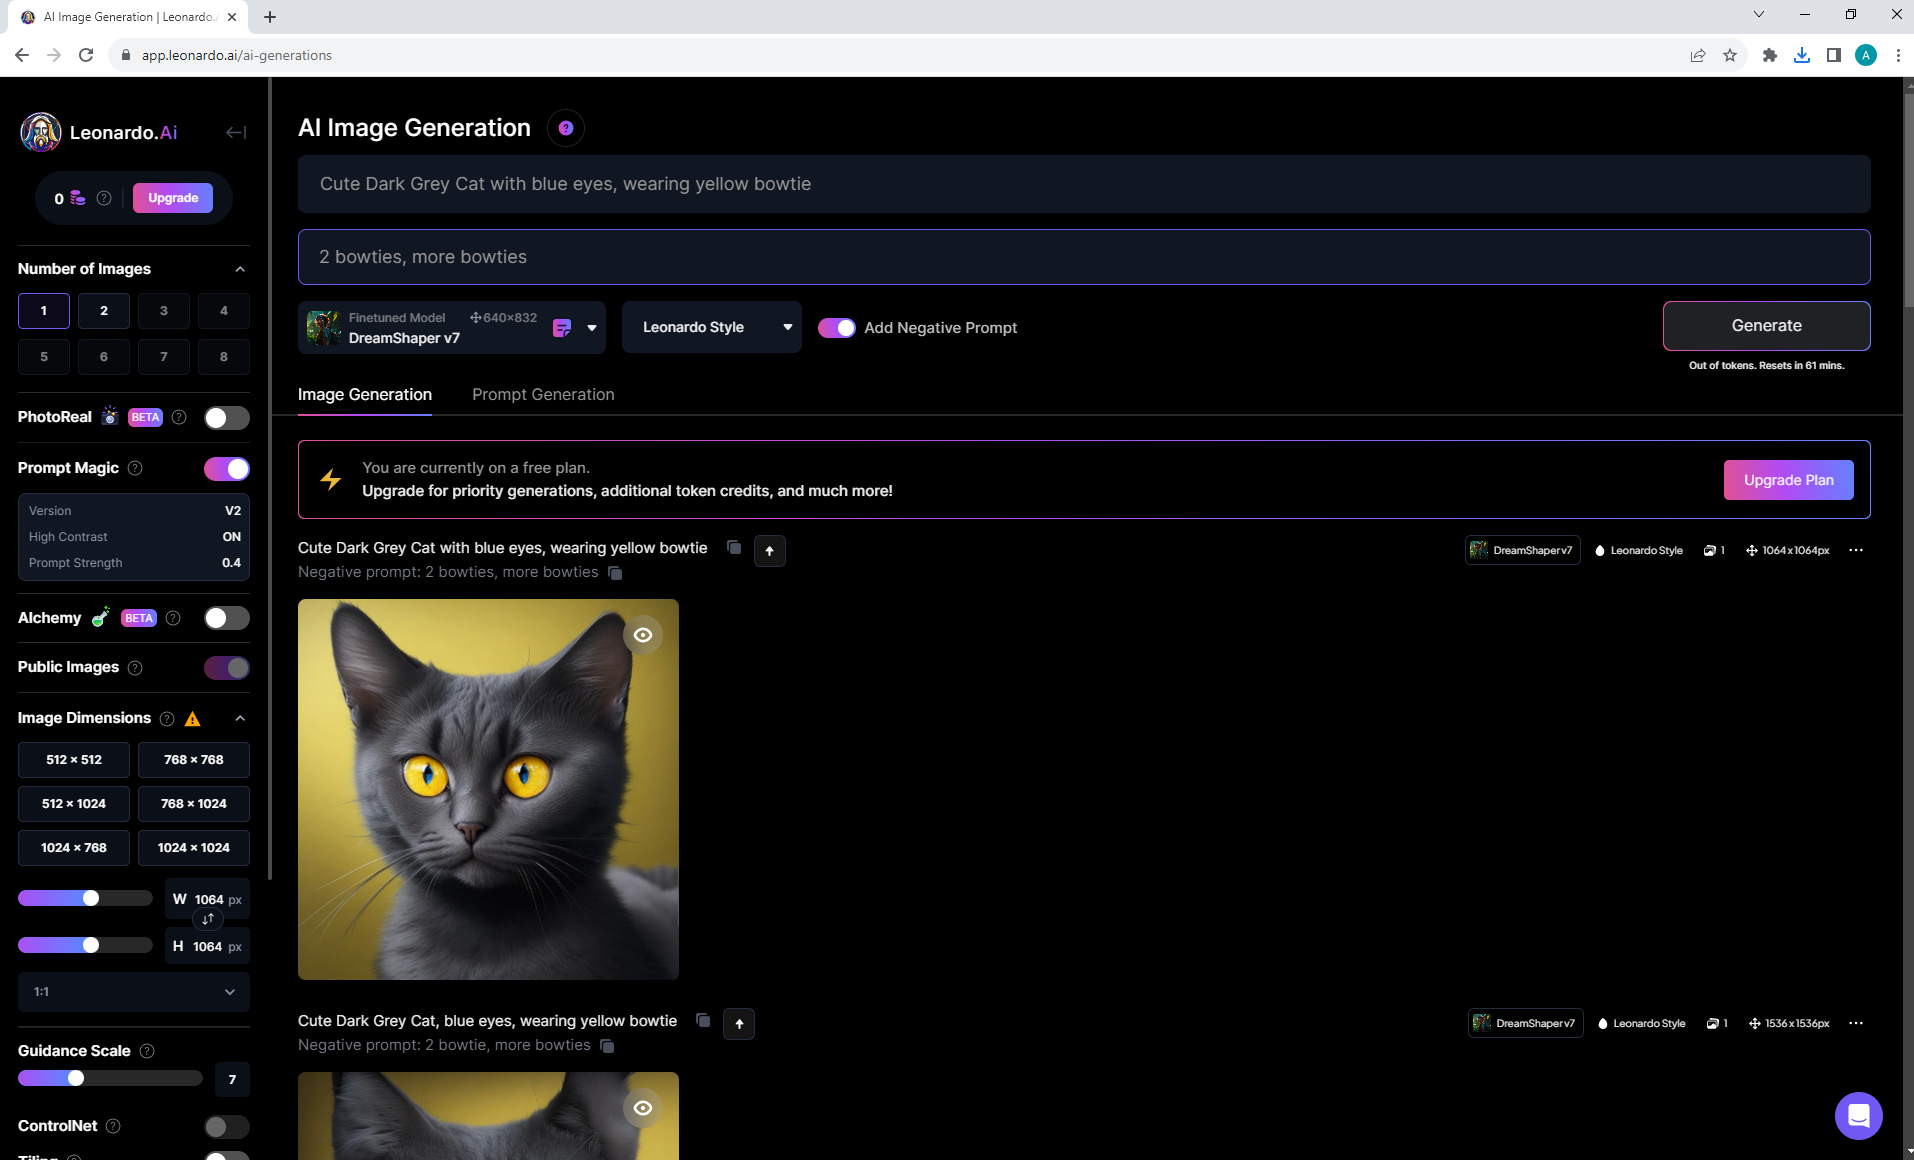 AI Image Generation | Leonardo.
app.leonardo.ai/ai-generations
A
Leonardo.Ai
0
Upgrade
Number of Images
1 2 3 4
5 6 7 8
PhotoReal BETA
Prompt Magic
Version V2
High Contrast ON
Prompt Strength 0.4
Alchemy BETA
Public Images
Image Dimensions
512 × 512 768 × 768
512 × 1024 768 × 1024
1024 × 768 1024 × 1024
W 1064 px
H 1064 px
1:1
Guidance Scale
7
ControlNet
Tiling
AI Image Generation
Cute Dark Grey Cat with blue eyes, wearing yellow bowtie
2 bowties, more bowties
Finetuned Model 640×832
DreamShaper v7
Leonardo Style
Add Negative Prompt
Generate
Out of tokens. Resets in 61 mins.
Image Generation Prompt Generation
You are currently on a free plan.
Upgrade for priority generations, additional token credits, and much more!
Upgrade Plan
Cute Dark Grey Cat with blue eyes, wearing yellow bowtie
Negative prompt: 2 bowties, more bowties
DreamShaper v7 Leonardo Style 1 1064x1064px
Cute Dark Grey Cat, blue eyes, wearing yellow bowtie
Negative prompt: 2 bowtie, more bowties
DreamShaper v7 Leonardo Style 1 1536x1536px